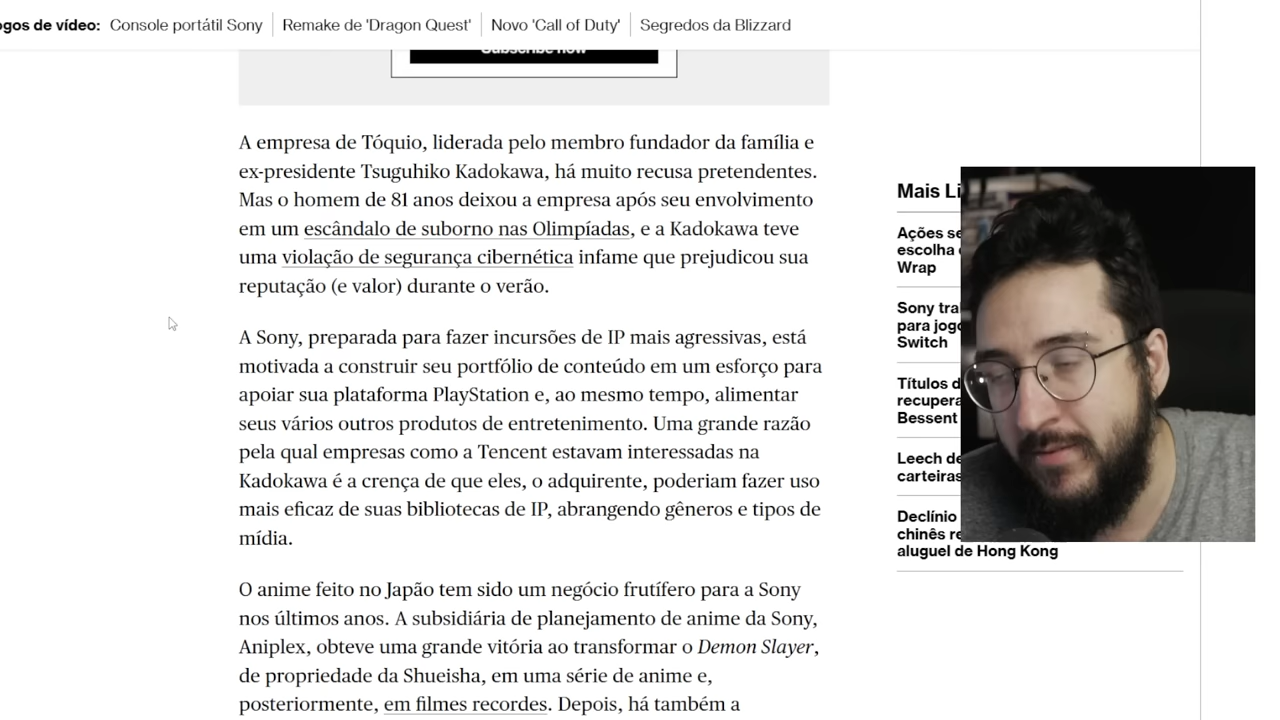 ogos de vídeo: Console portátil Sony Remake de 'Dragon Quest' Novo 'Call of Duty' Segredos da Blizzard
Subscribe now
A empresa de Tóquio, liderada pelo membro fundador da família e
ex-presidente Tsuguhiko Kadokawa, há muito recusa pretendentes.
Mas o homem de 81 anos deixou a empresa após seu envolvimento
em um escândalo de suborno nas Olimpíadas, e a Kadokawa teve
uma violação de segurança cibernética infame que prejudicou sua
reputação (e valor) durante o verão.
A Sony, preparada para fazer incursões de IP mais agressivas, está
motivada a construir seu portfólio de conteúdo em um esforço para
apoiar sua plataforma PlayStation e, ao mesmo tempo, alimentar
seus vários outros produtos de entretenimento. Uma grande razão
pela qual empresas como a Tencent estavam interessadas na
Kadokawa é a crença de que eles, o adquirente, poderiam fazer uso
mais eficaz de suas bibliotecas de IP, abrangendo gêneros e tipos de
mídia.
O anime feito no Japão tem sido um negócio frutífero para a Sony
nos últimos anos. A subsidiária de planejamento de anime da Sony,
Aniplex, obteve uma grande vitória ao transformar o Demon Slayer,
de propriedade da Shueisha, em uma série de anime e,
posteriormente, em filmes recordes. Depois, há também a
Mais Li
Ações se
escolha
Wrap
Sony tra
para jogo
Switch
Títulos d
recupera
Bessent
Leech de
carteiras
Declínio
chinês re
aluguel de Hong Kong